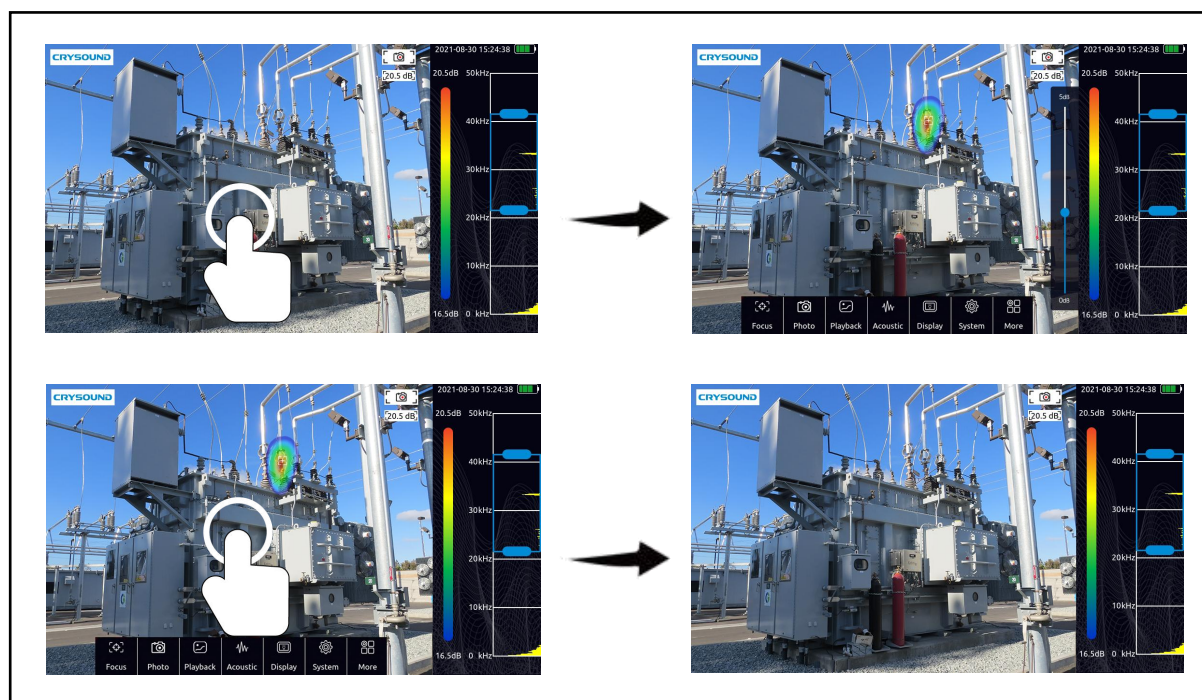 CRYSOUND
2021-08-30 15:24:38
20.5 dB
20.5dB 50kHz
40kHz
30kHz
20kHz
10kHz
16.5dB 0 kHz
CRYSOUND
2021-08-30 15:24:38
20.5 dB
20.5dB 50kHz
5dB
40kHz
30kHz
20kHz
10kHz
0dB
16.5dB 0 kHz
Focus Photo Playback Acoustic Display System More
CRYSOUND
2021-08-30 15:24:38
20.5 dB
20.5dB 50kHz
40kHz
30kHz
20kHz
10kHz
16.5dB 0 kHz
Focus Photo Playback Acoustic Display System More
CRYSOUND
2021-08-30 15:24:38
20.5 dB
20.5dB 50kHz
40kHz
30kHz
20kHz
10kHz
16.5dB 0 kHz